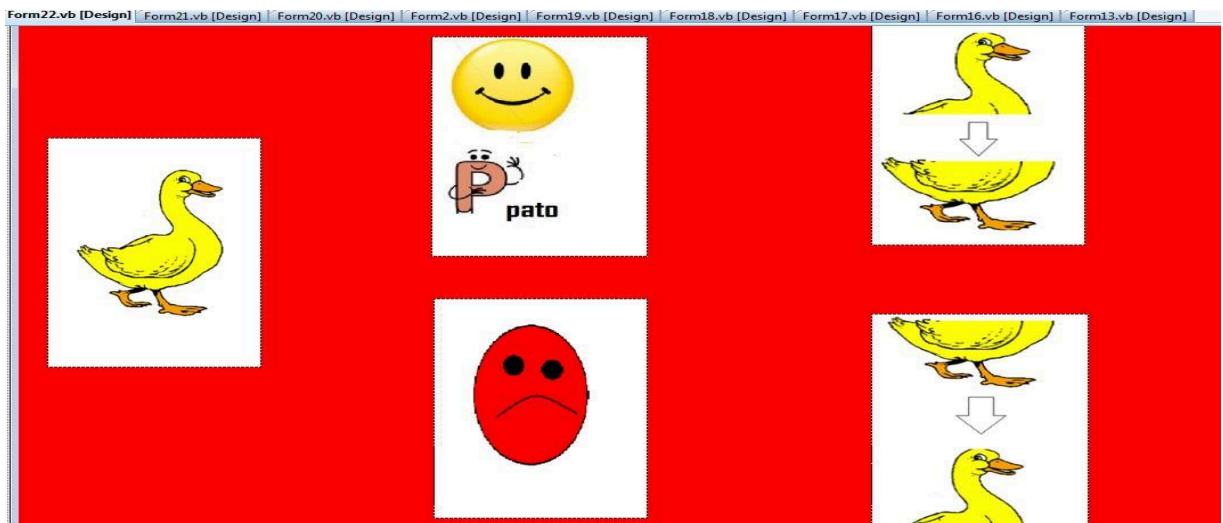 Form22.vb [Design] Form21.vb [Design] Form20.vb [Design] Form2.vb [Design] Form19.vb [Design] Form18.vb [Design] Form17.vb [Design] Form16.vb [Design] Form13.vb [Design]
P
pato